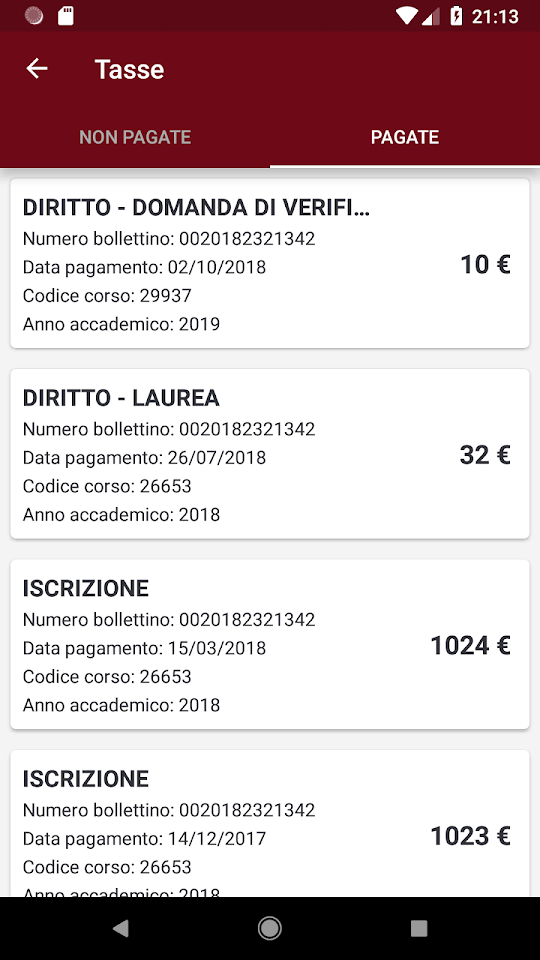 21:13
Tasse
NON PAGATE
PAGATE
DIRITTO - DOMANDA DI VERIFI...
Numero bollettino: 0020182321342
Data pagamento: 02/10/2018
10 €
Codice corso: 29937
Anno accademico: 2019
DIRITTO - LAUREA
Numero bollettino: 0020182321342
Data pagamento: 26/07/2018
32 €
Codice corso: 26653
Anno accademico: 2018
ISCRIZIONE
Numero bollettino: 0020182321342
Data pagamento: 15/03/2018
1024 €
Codice corso: 26653
Anno accademico: 2018
ISCRIZIONE
Numero bollettino: 0020182321342
Data pagamento: 14/12/2017
1023 €
Codice corso: 26653
Anno accademico: 2018